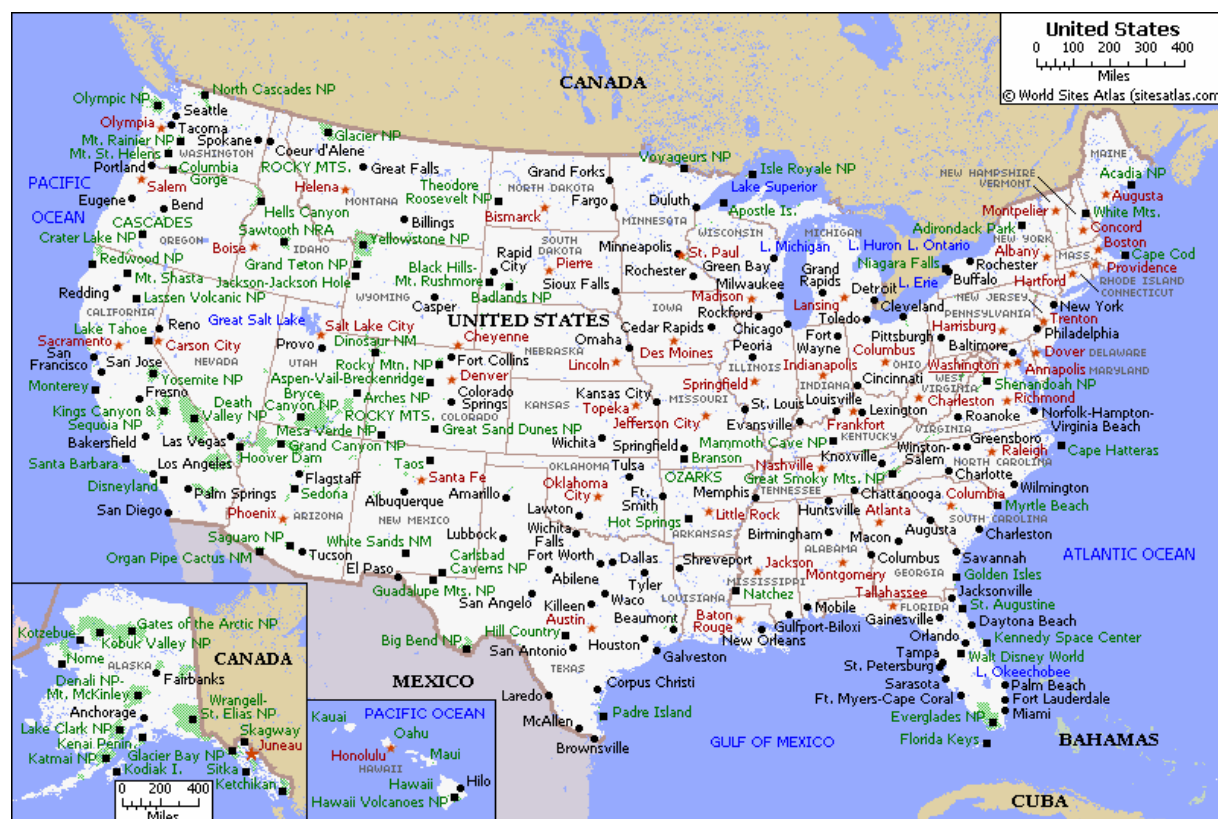 United States
0 100 200 300 400
Miles
© World Sites Atlas (sitesatlas.com
CANADA
North Cascades NP
Olympic NP
Seattle
Olympia
Tacoma
Mt. Rainier NP
Spokane
Coeur d'Alene
Glacier NP
WASHINGTON
Mt. St. Helens
Portland
Columbia
Gorge
ROCKY MTS.
Great Falls
Voyageurs NP
Isle Royale NP
Lake Superior
MAINE
NEW HAMPSHIRE
VERMONT
Acadia NP
PACIFIC
OCEAN
Salem
Helena
MONTANA
Theodore
Roosevelt NP
NORTH DAKOTA
Grand Forks
Fargo
Duluth
Apostle Is.
Augusta
Eugene
Bend
Hells Canyon
Billings
Bismarck
MINNESOTA
Montpelier
White Mts.
CASCADES
Sawtooth NRA
WISCONSIN
MICHIGAN
Adirondack Park
Concord
Crater Lake NP
OREGON
Boise
IDAHO
Yellowstone NP
SOUTH
DAKOTA
Minneapolis
St. Paul
L. Michigan
L. Huron
L. Ontario
NEW YORK
Boston
Redwood NP
Grand Teton NP
Rapid
City
Pierre
Green Bay
Albany
MASS.
Cape Cod
Mt. Shasta
Jackson-Jackson Hole
Black Hills-
Mt. Rushmore
Rochester
Grand
Rapids
Niagara Falls
Rochester
Buffalo
Providence
Redding
Lassen Volcanic NP
WYOMING
Badlands NP
Sioux Falls
Milwaukee
Madison
Lansing
Detroit
L. Erie
Hartford
RHODE ISLAND
CONNECTICUT
CALIFORNIA
Casper
IOWA
Rockford
Cleveland
NEW JERSEY
PENNSYLVANIA
New York
Lake Tahoe
Reno
Great Salt Lake
Salt Lake City
UNITED STATES
Cedar Rapids
Chicago
Toledo
Pittsburgh
Harrisburg
Trenton
Philadelphia
Sacramento
Carson City
Provo
Dinosaur NM
Cheyenne
NEBRASKA
Omaha
Des Moines
Peoria
Fort
Wayne
Columbus
Baltimore
San
Francisco
San Jose
NEVADA
UTAH
Rocky Mtn. NP
Fort Collins
Lincoln
ILLINOIS
Indianapolis
OHIO
Washington
Dover
DELAWARE
Annapolis
MARYLAND
Monterey
Yosemite NP
Aspen-Vail-Breckenridge
Denver
Springfield
INDIANA
Cincinnati
WEST
VIRGINIA
Shenandoah NP
Fresno
Death
Valley NP
Bryce
Canyon NP
Arches NP
Colorado
Springs
KANSAS
Kansas City
Topeka
MISSOURI
St. Louis
Louisville
Lexington
Charleston
Richmond
Kings Canyon &
Sequoia NP
ROCKY MTS.
COLORADO
Jefferson City
Evansville
Frankfort
Roanoke
Norfolk-Hampton-
Virginia Beach
Bakersfield
Las Vegas
Mesa Verde NP
Great Sand Dunes NP
Wichita
Springfield
Mammoth Cave NP
KENTUCKY
VIRGINIA
Grand Canyon NP
Hoover Dam
Branson
Knoxville
Winston-
Salem
Greensboro
Raleigh
Cape Hatteras
Santa Barbara
Los Angeles
Taos
OKLAHOMA
Tulsa
OZARKS
Nashville
NORTH CAROLINA
Disneyland
Flagstaff
Santa Fe
Oklahoma
City
Ft.
Smith
Memphis
TENNESSEE
Great Smoky Mts. NP
Charlotte
Palm Springs
Sedona
Albuquerque
Amarillo
Chattanooga
Columbia
Wilmington
San Diego
Phoenix
ARIZONA
NEW MEXICO
Lawton
Hot Springs
Little Rock
Huntsville
Atlanta
Myrtle Beach
Saguaro NP
White Sands NM
Lubbock
Wichita
Falls
ARKANSAS
Birmingham
Augusta
SOUTH CAROLINA
Charleston
Organ Pipe Cactus NM
Tucson
Carlsbad
Caverns NP
Fort Worth
Dallas
Shreveport
ALABAMA
Macon
Columbus
Savannah
ATLANTIC OCEAN
El Paso
Guadalupe Mts. NP
Abilene
Tyler
Jackson
MISSISSIPPI
Montgomery
GEORGIA
Golden Isles
San Angelo
Killeen
Waco
LOUISIANA
Natchez
Tallahassee
Jacksonville
Austin
Beaumont
Baton
Rouge
Mobile
FLORIDA
St. Augustine
Big Bend NP
Hill Country
Gulfport-Biloxi
Gainesville
Daytona Beach
San Antonio
Houston
New Orleans
Orlando
Kennedy Space Center
TEXAS
Galveston
Tampa
Walt Disney World
St. Petersburg
L. Okeechobee
MEXICO
Laredo
Corpus Christi
Sarasota
Palm Beach
Ft. Myers-Cape Coral
Fort Lauderdale
McAllen
Padre Island
Miami
Brownsville
GULF OF MEXICO
Everglades NP
Florida Keys
BAHAMAS
CUBA
Kotzebue
Gates of the Arctic NP
Kobuk Valley NP
CANADA
Nome
ALASKA
Fairbanks
Denali NP-
Mt. McKinley
Wrangell-
St. Elias NP
Anchorage
Skagway
Lake Clark NP
Juneau
Kenai Penin.
Glacier Bay NP
Katmai NP
Kodiak I.
Sitka
Ketchikan
0 200 400
Miles
PACIFIC OCEAN
Kauai
Oahu
Honolulu
Maui
HAWAII
Hawaii
Hilo
Hawaii Volcanoes NP